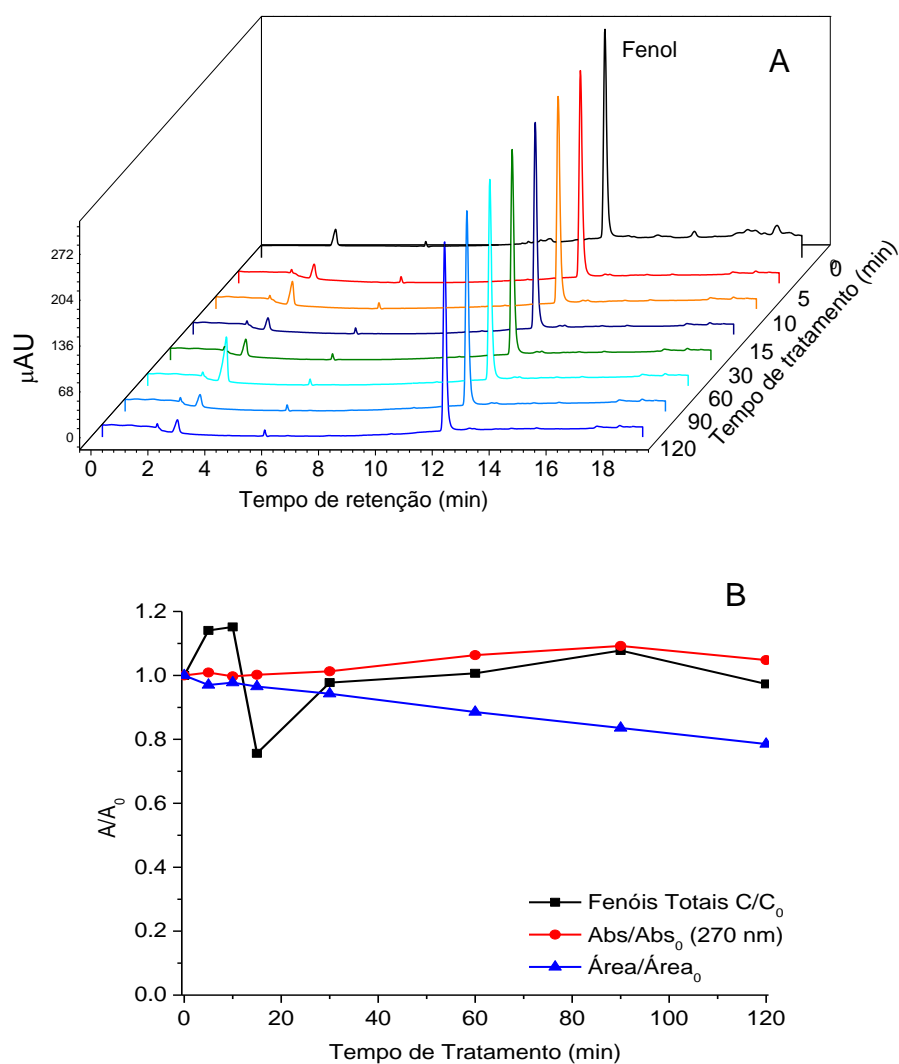 A
Fenol
µAU
272
204
136
68
0
0 2 4 6 8 10 12 14 16 18
Tempo de retenção (min)
0
5
10
15
30
60
90
120
Tempo de tratamento (min)
B
1.2
1.0
0.8
0.6
0.4
0.2
0.0
A/A₀
Fenóis Totais C/C₀
Abs/Abs₀ (270 nm)
Área/Área₀
0 20 40 60 80 100 120
Tempo de Tratamento (min)